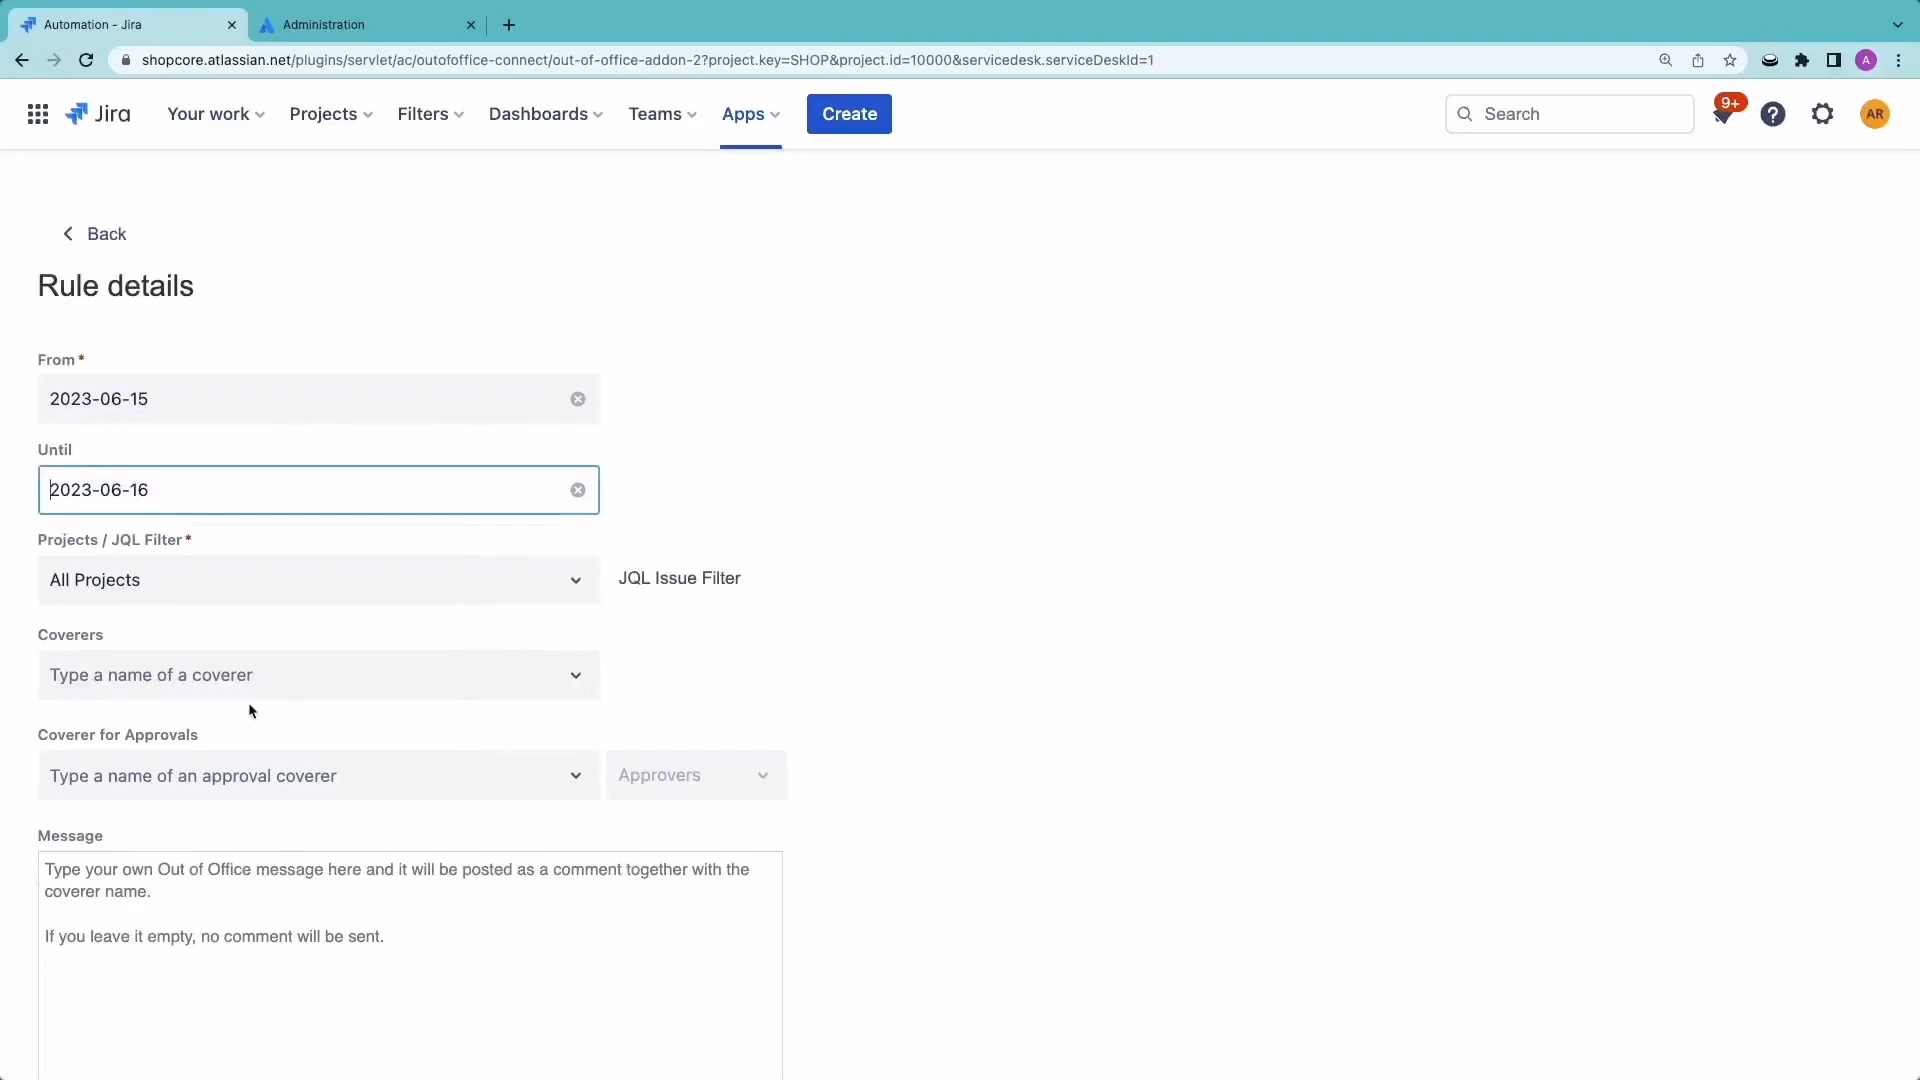 Automation - Jira
Administration
shopcore.atlassian.net/plugins/servlet/ac/outofoffice-connect/out-of-office-addon-2?project.key=SHOP&project.id=10000&servicedesk.serviceDeskId=1
A
Jira
Your work
Projects
Filters
Dashboards
Teams
Apps
Create
Search
9+
AR
Back
Rule details
From *
2023-06-15
Until
2023-06-16
Projects / JQL Filter *
All Projects
JQL Issue Filter
Coverers
Type a name of a coverer
Coverer for Approvals
Type a name of an approval coverer
Approvers
Message
Type your own Out of Office message here and it will be posted as a comment together with the
coverer name.
If you leave it empty, no comment will be sent.